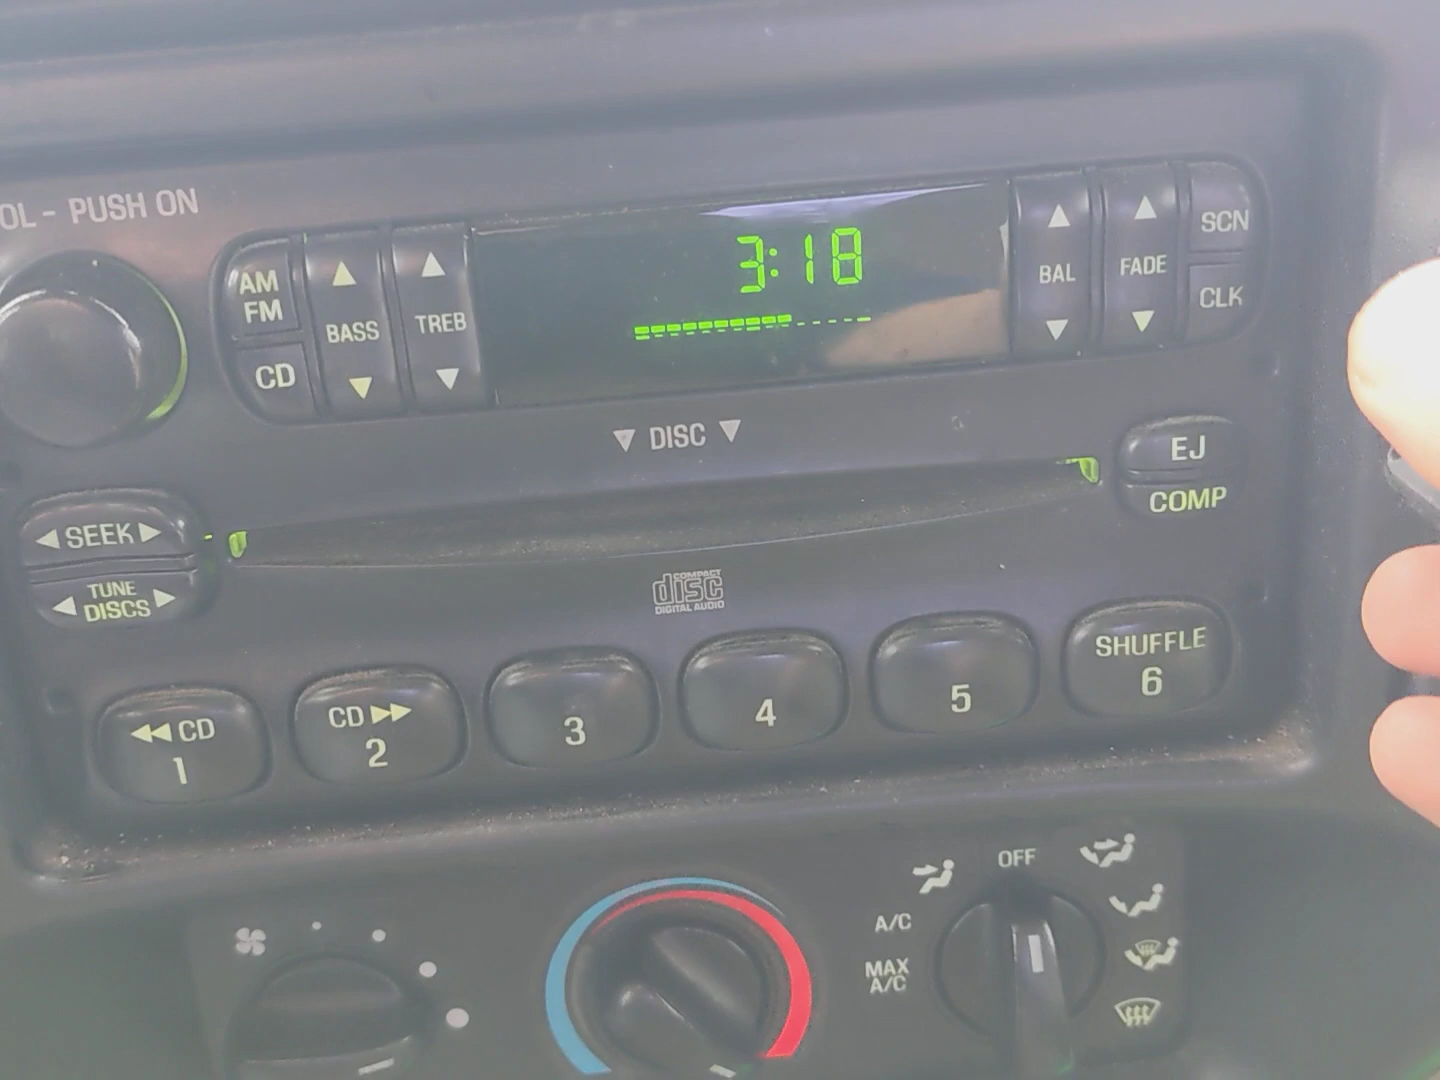 OL - PUSH ON
AM
FM
CD
BASS
TREB
3:18
BAL
FADE
SCN
CLK
DISC
EJ
COMP
SEEK
TUNE
DISCS
COMPACT
disc
DIGITAL AUDIO
CD
1
CD
2
3
4
5
SHUFFLE
6
OFF
A/C
MAX
A/C